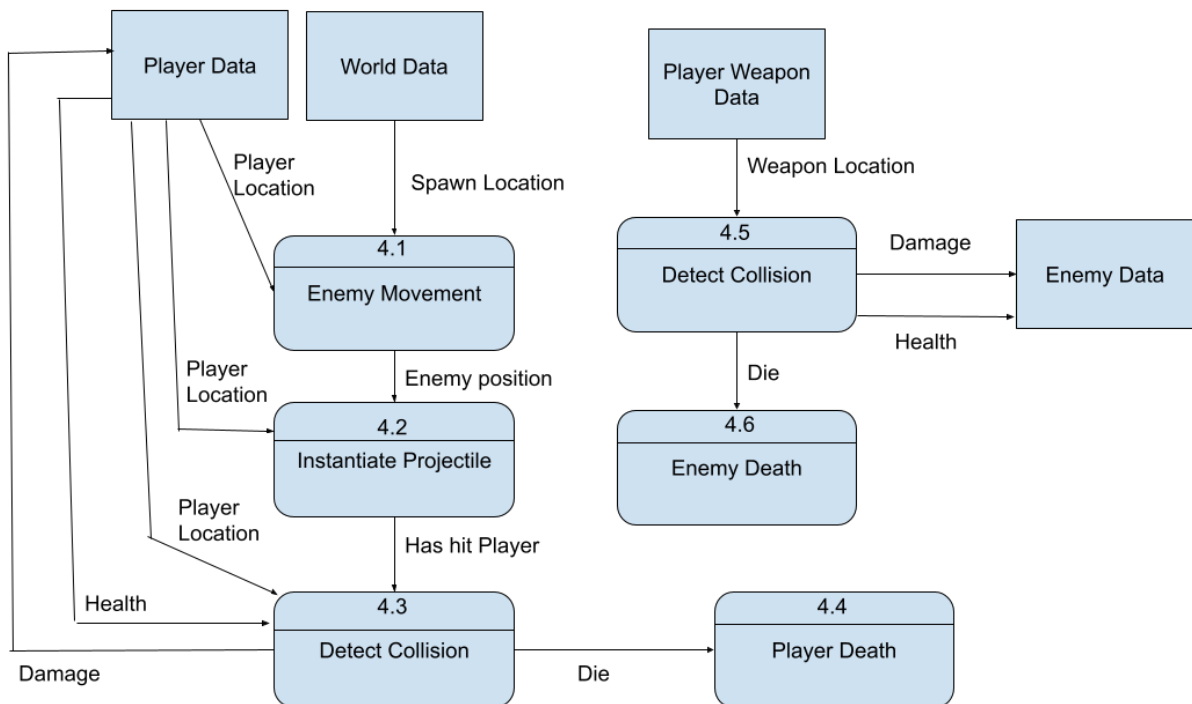 Player Data
World Data
Player Weapon
Data
Player
Location
Spawn Location
Weapon Location
4.1
Enemy Movement
4.5
Detect Collision
Damage
Enemy Data
Health
Player
Location
Enemy position
Die
4.2
Instantiate Projectile
4.6
Enemy Death
Player
Location
Has hit Player
Health
4.3
Detect Collision
4.4
Player Death
Damage
Die